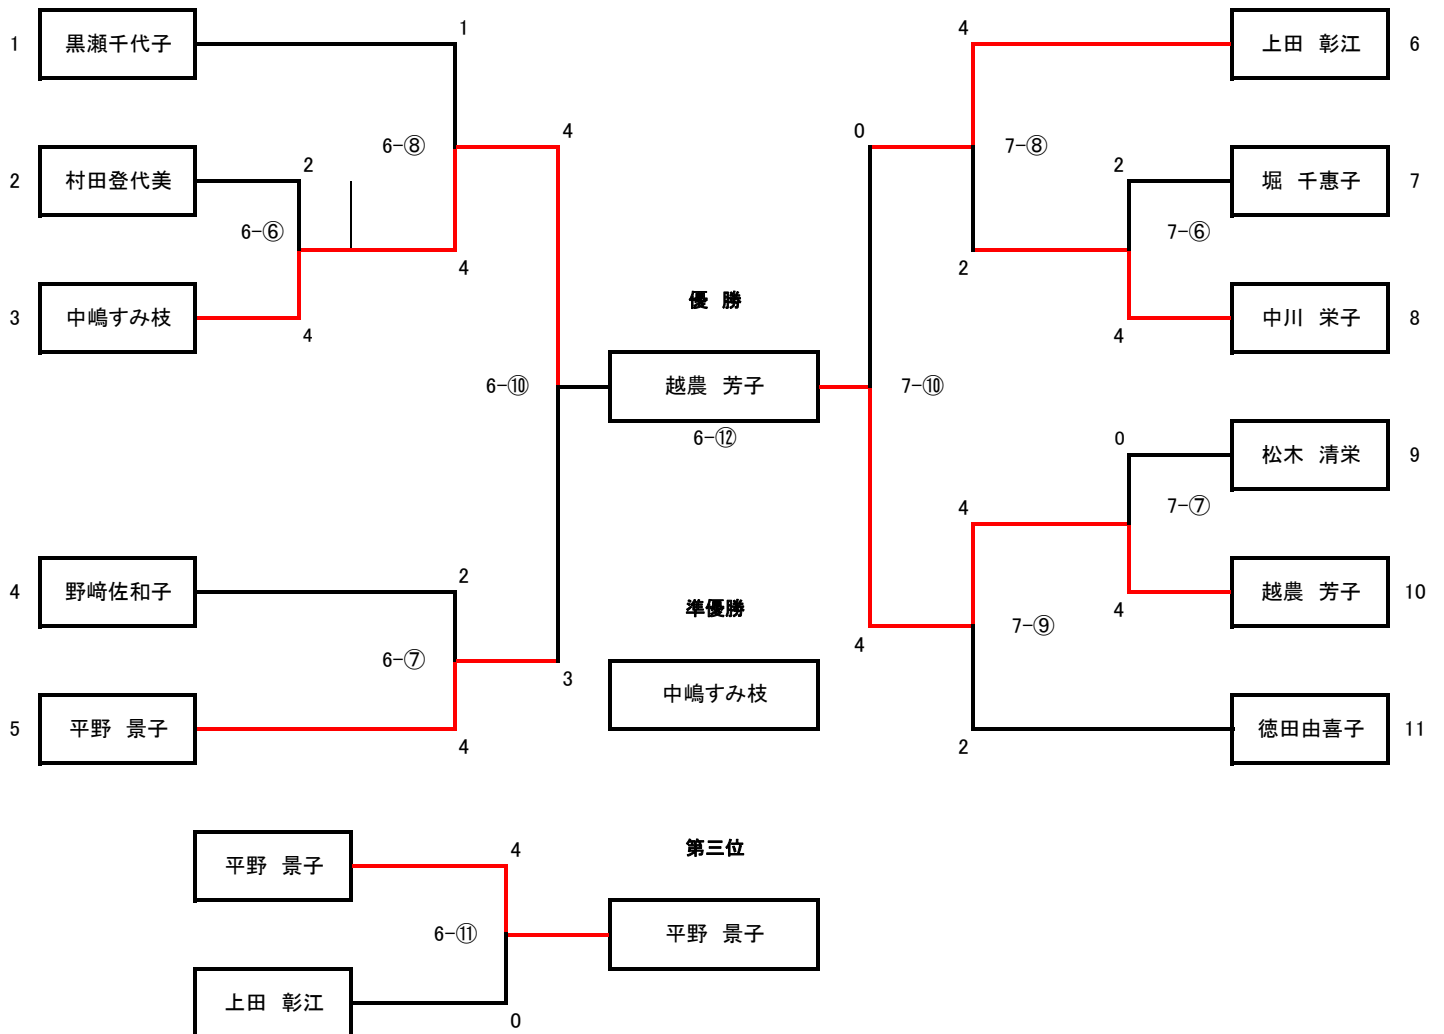 1 黒瀬千代子 1 4 上田 彰江 6
6-⑧ 4 0 7-⑧
2 村田登代美 2 2 堀 千惠子 7
6-⑥ 7-⑥
4 2
3 中嶋すみ枝 4 優 勝 4 中川 栄子 8
6-⑩ 越農 芳子 7-⑩
6-⑫
0 松木 清栄 9
4 7-⑦
4 野﨑佐和子 2 準優勝 4 越農 芳子 10
6-⑦ 3 4 7-⑨
中嶋すみ枝
5 平野 景子 4 2 徳田由喜子 11
平野 景子 4 第三位
6-⑪ 平野 景子
上田 彰江 0